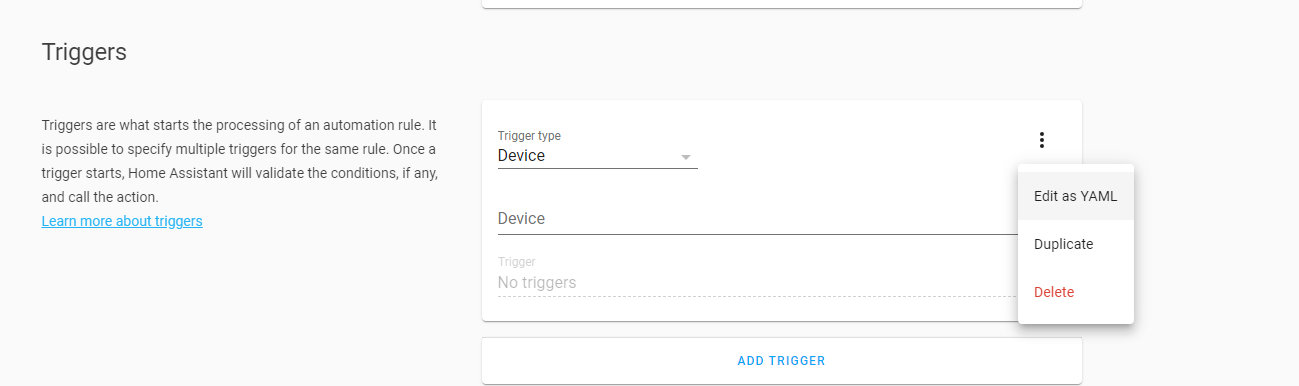 Triggers
Triggers are what starts the processing of an automation rule. It
is possible to specify multiple triggers for the same rule. Once a
trigger starts, Home Assistant will validate the conditions, if any,
and call the action.
Learn more about triggers
Trigger type
Device
Device
Trigger
No triggers
Edit as YAML
Duplicate
Delete
ADD TRIGGER